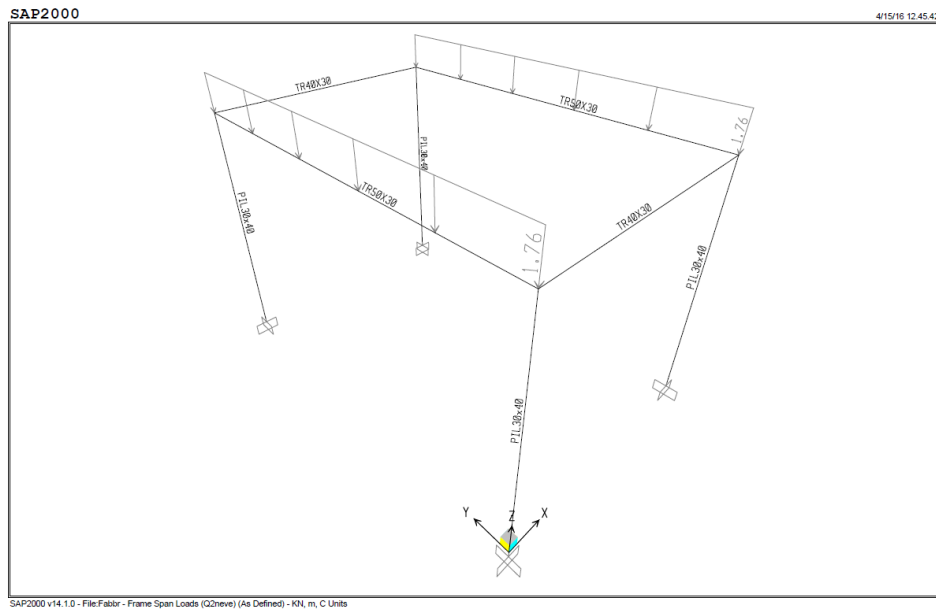 SAP2000
4/15/16 12.45.42
TR40X30
TR50X30
1.76
PIL30x40
PIL30x40
TR50X30
TR40X30
1.76
PIL30x40
PIL30x40
Y
Z
X
SAP2000 v14.1.0 - File:Fabbr - Frame Span Loads (Q2neve) (As Defined) - KN, m, C Units